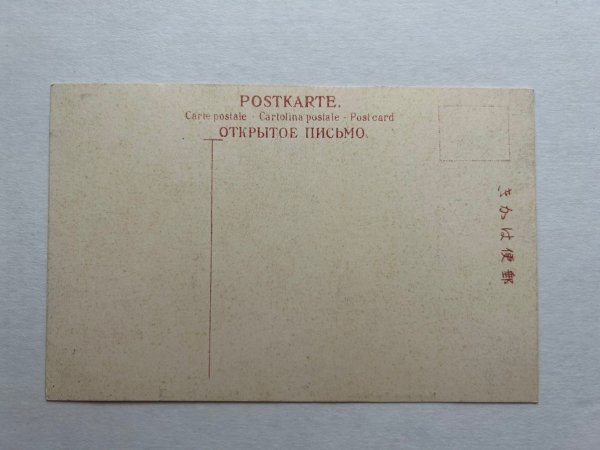 POSTKARTE.
Carte postale - Cartolina postale - Post card
ОТКРЫТОЕ ПИСЬМО.
郵便はかき